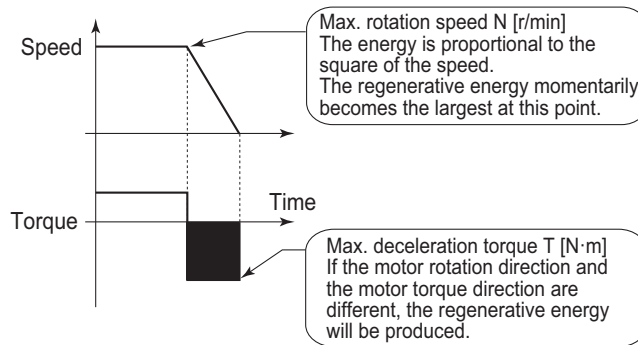 Speed
Max. rotation speed N [r/min]
The energy is proportional to the
square of the speed.
The regenerative energy momentarily
becomes the largest at this point.
Time
Torque
Max. deceleration torque T [N·m]
If the motor rotation direction and
the motor torque direction are
different, the regenerative energy
will be produced.